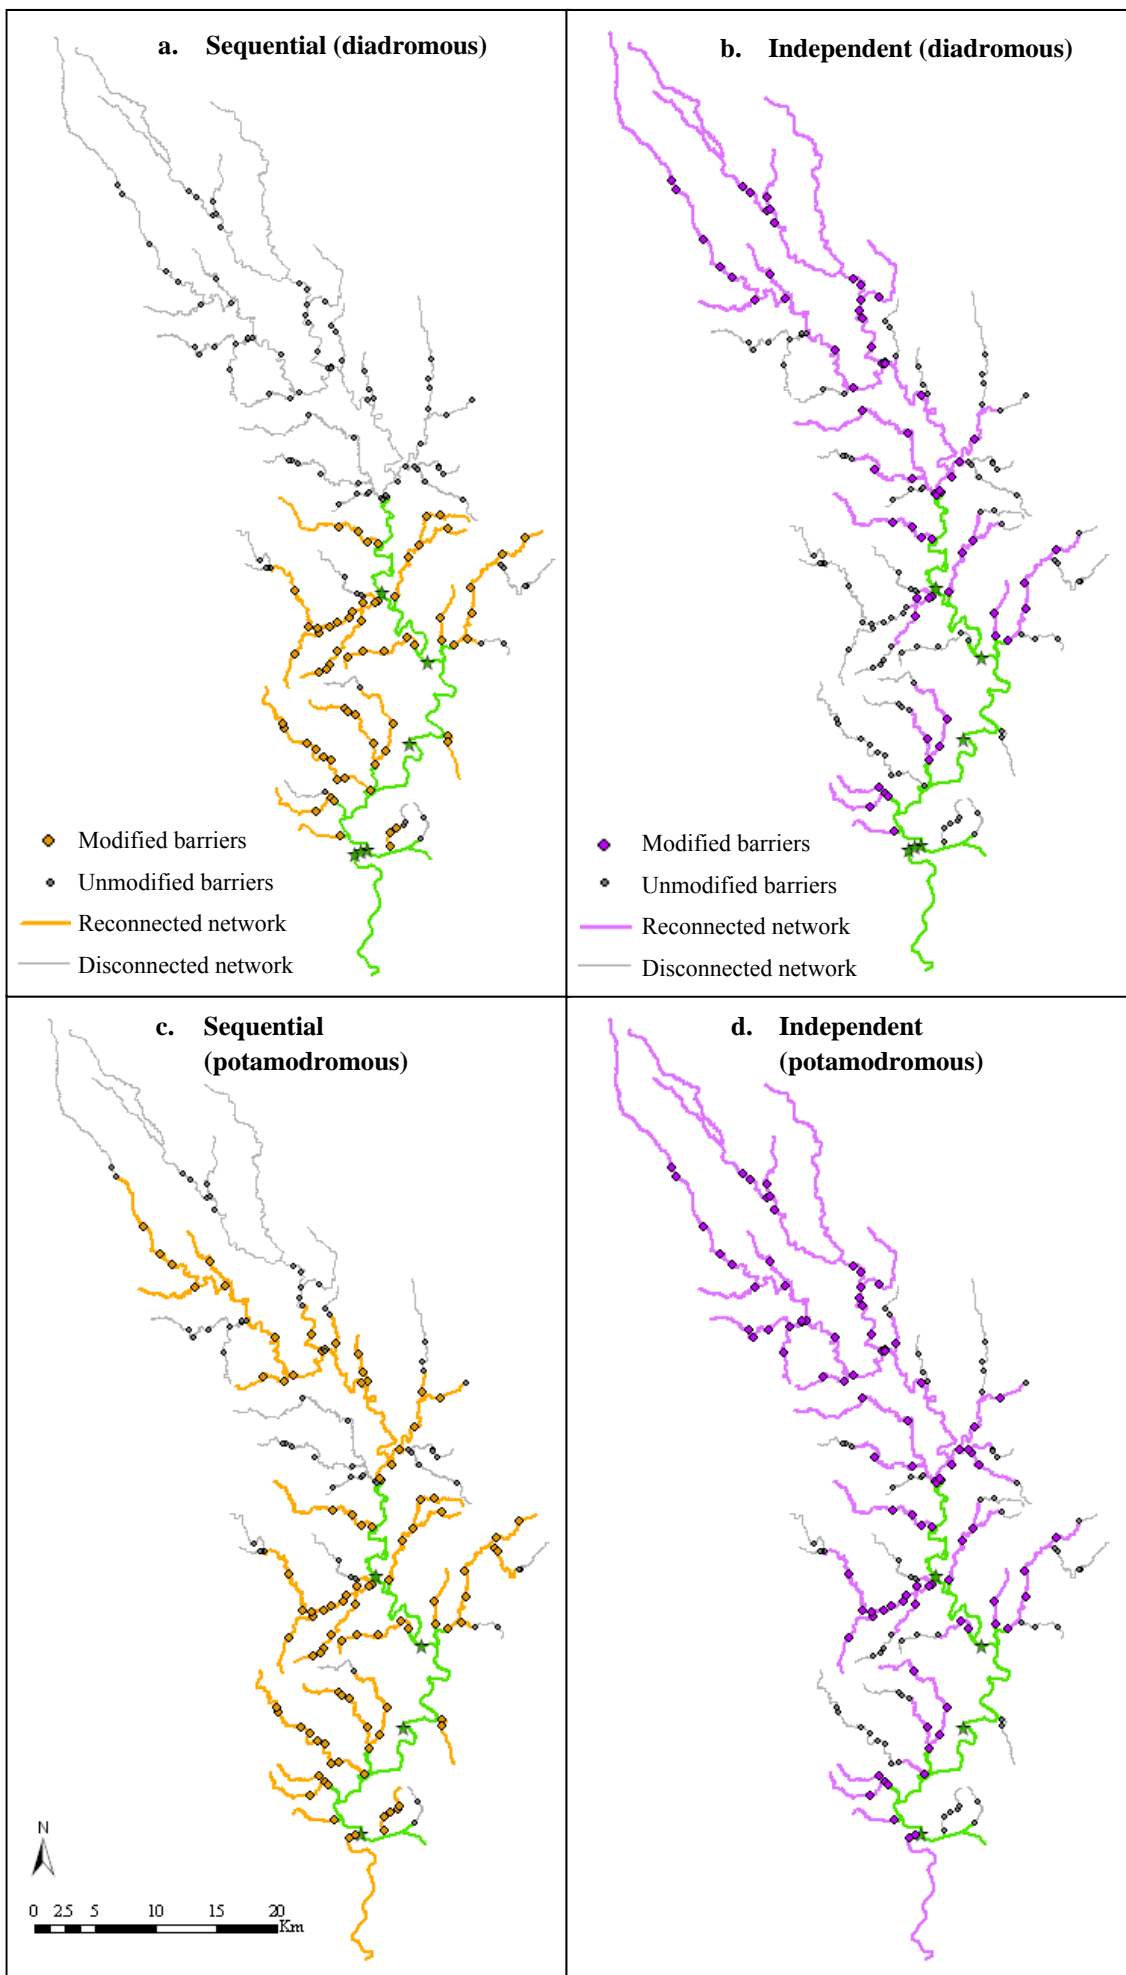 a. Sequential (diadromous)
b. Independent (diadromous)
Modified barriers
Unmodified barriers
Reconnected network
Disconnected network
Modified barriers
Unmodified barriers
Reconnected network
Disconnected network
c. Sequential
(potamodromous)
d. Independent
(potamodromous)
N
0 2.5 5 10 15 20
Km